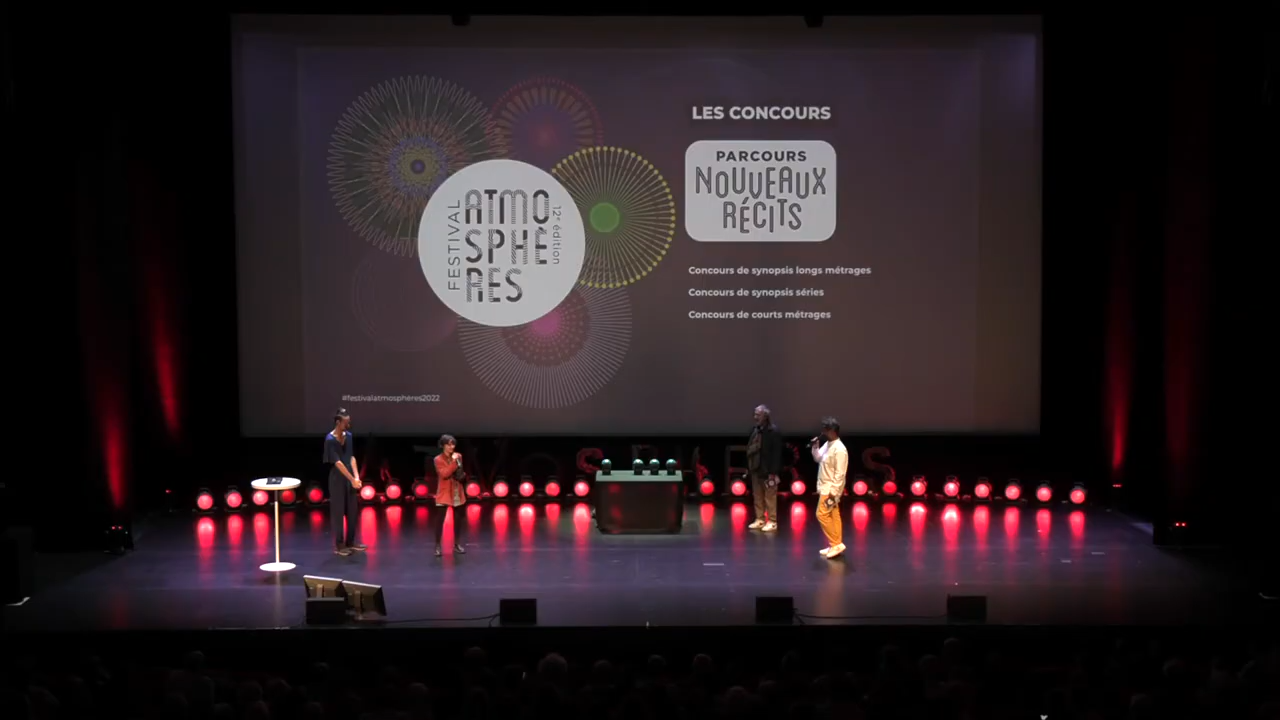 LES CONCOURS
PARCOURS
NOUVEAUX
RÉCITS
FESTIVAL
ATMO
SPHÈ
RES
12e édition
Concours de synopsis longs métrages
Concours de synopsis séries
Concours de courts métrages
#festivalatmosphères2022